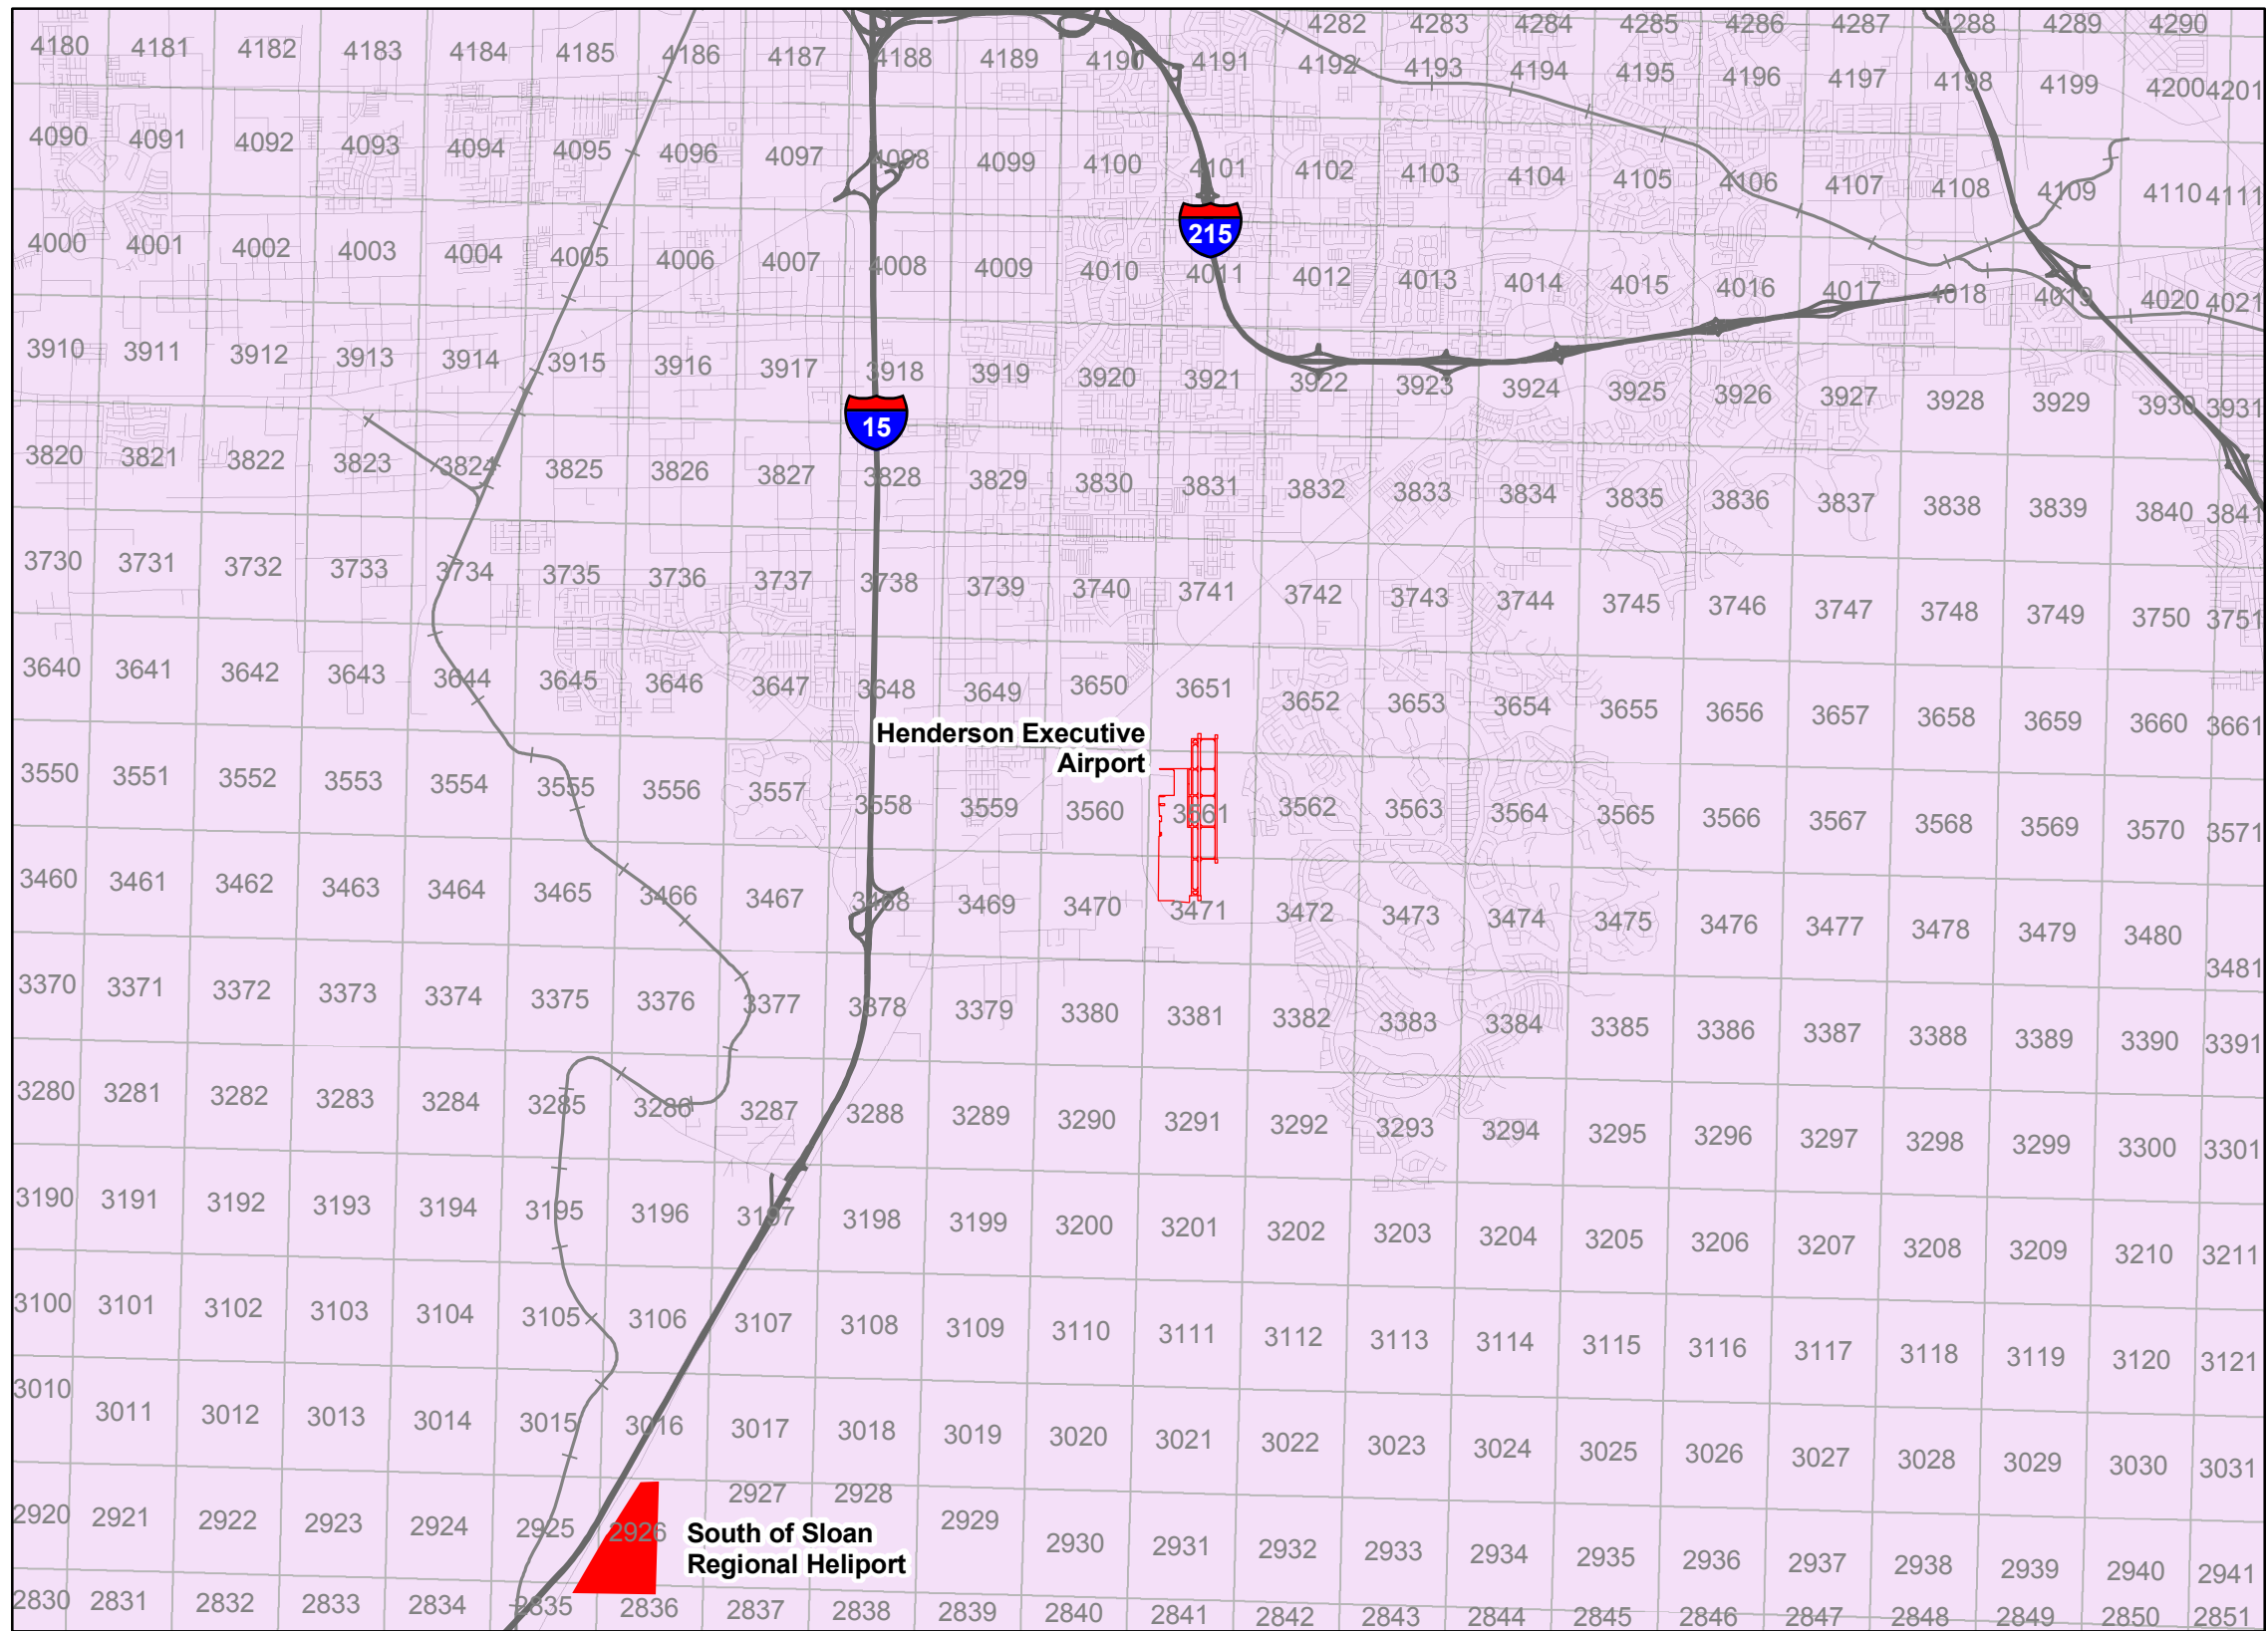 4282 4283 4284 4285 4286 4287 4288 4289 4290
4180 4181 4182 4183 4184 4185 4186 4187 4188 4189 4190 4191 4192 4193 4194 4195 4196 4197 4198 4199 4200 4201
4090 4091 4092 4093 4094 4095 4096 4097 4098 4099 4100 4101 4102 4103 4104 4105 4106 4107 4108 4109 4110 4111
215
4000 4001 4002 4003 4004 4005 4006 4007 4008 4009 4010 4011 4012 4013 4014 4015 4016 4017 4018 4019 4020 4021
3910 3911 3912 3913 3914 3915 3916 3917 3918 3919 3920 3921 3922 3923 3924 3925 3926 3927 3928 3929 3930 3931
15
3820 3821 3822 3823 3824 3825 3826 3827 3828 3829 3830 3831 3832 3833 3834 3835 3836 3837 3838 3839 3840 3841
3730 3731 3732 3733 3734 3735 3736 3737 3738 3739 3740 3741 3742 3743 3744 3745 3746 3747 3748 3749 3750 3751
3640 3641 3642 3643 3644 3645 3646 3647 3648 3649 3650 3651 3652 3653 3654 3655 3656 3657 3658 3659 3660 3661
Henderson Executive
Airport
3550 3551 3552 3553 3554 3555 3556 3557 3558 3559 3560 3561 3562 3563 3564 3565 3566 3567 3568 3569 3570 3571
3460 3461 3462 3463 3464 3465 3466 3467 3468 3469 3470 3471 3472 3473 3474 3475 3476 3477 3478 3479 3480 3481
3370 3371 3372 3373 3374 3375 3376 3377 3378 3379 3380 3381 3382 3383 3384 3385 3386 3387 3388 3389 3390 3391
3280 3281 3282 3283 3284 3285 3286 3287 3288 3289 3290 3291 3292 3293 3294 3295 3296 3297 3298 3299 3300 3301
3190 3191 3192 3193 3194 3195 3196 3197 3198 3199 3200 3201 3202 3203 3204 3205 3206 3207 3208 3209 3210 3211
3100 3101 3102 3103 3104 3105 3106 3107 3108 3109 3110 3111 3112 3113 3114 3115 3116 3117 3118 3119 3120 3121
3010 3011 3012 3013 3014 3015 3016 3017 3018 3019 3020 3021 3022 3023 3024 3025 3026 3027 3028 3029 3030 3031
2920 2921 2922 2923 2924 2925 2926 2927 2928 2929 2930 2931 2932 2933 2934 2935 2936 2937 2938 2939 2940 2941
South of Sloan
Regional Heliport
2830 2831 2832 2833 2834 2835 2836 2837 2838 2839 2840 2841 2842 2843 2844 2845 2846 2847 2848 2849 2850 2851